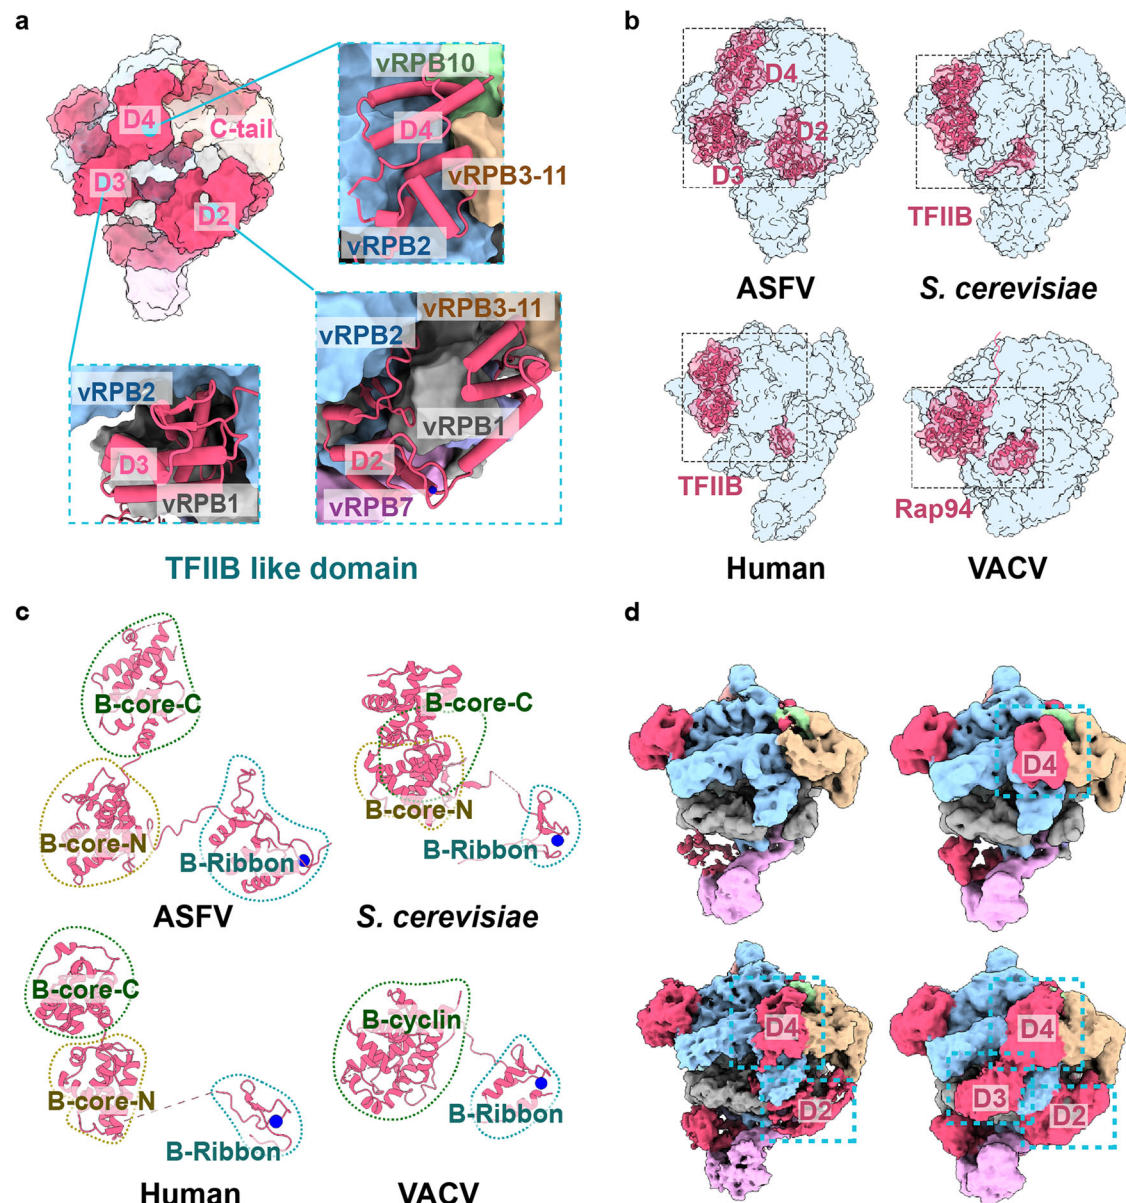 a
D4
C-tail
D3
D2
vRPB10
D4
vRPB3-11
vRPB2
vRPB2
D3
vRPB1
vRPB3-11
vRPB2
vRPB1
D2
vRPB7
TFIIB like domain
b
D4
D2
D3
ASFV
TFIIB
S. cerevisiae
TFIIB
Human
Rap94
VACV
c
B-core-C
B-core-N
B-Ribbon
ASFV
B-core-C
B-core-N
B-Ribbon
S. cerevisiae
B-core-C
B-core-N
B-Ribbon
Human
B-cyclin
B-Ribbon
VACV
d
D4
D4
D2
D4
D3
D2